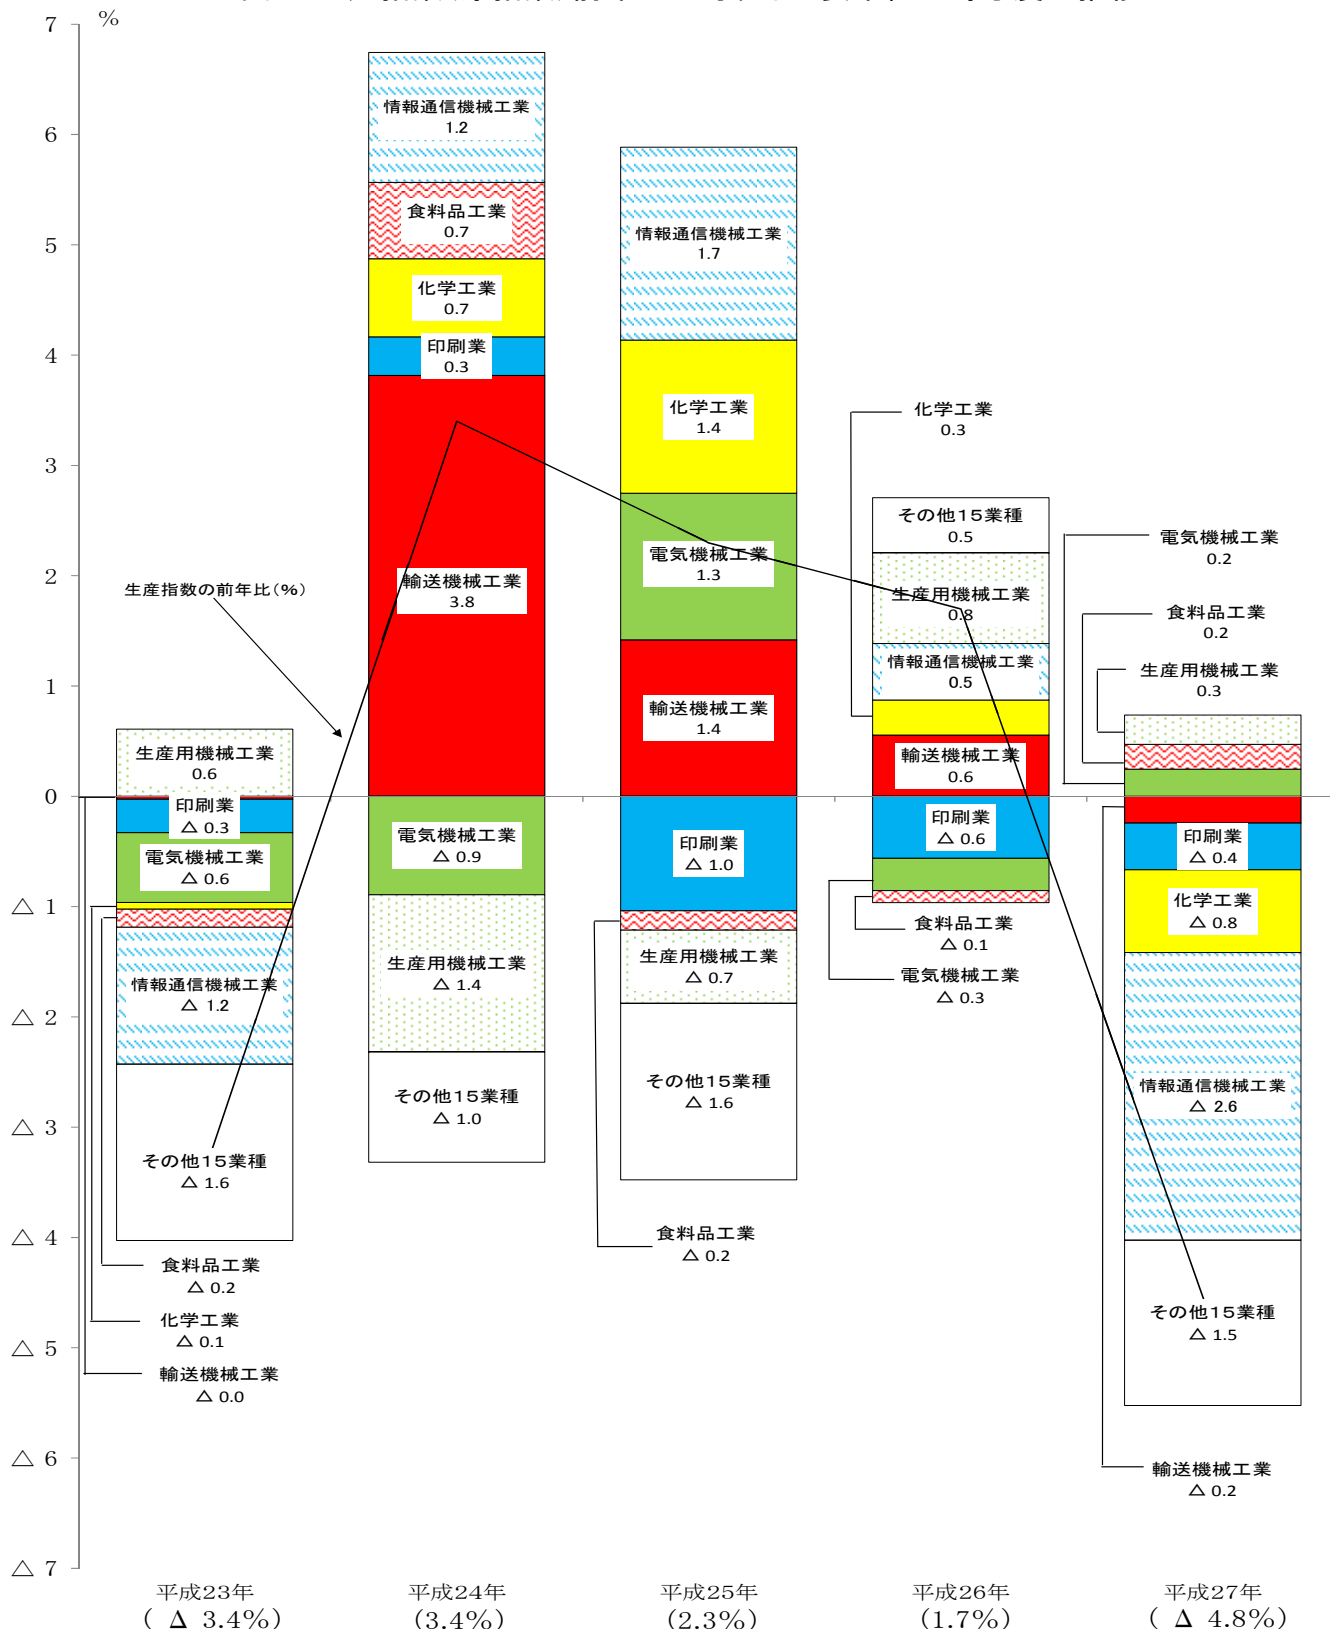 %
7
6
5
4
3
2
1
0
△ 1
△ 2
△ 3
△ 4
△ 5
△ 6
△ 7
生産指数の前年比(%)
生産用機械工業
0.6
印刷業
△ 0.3
電気機械工業
△ 0.6
情報通信機械工業
△ 1.2
その他15業種
△ 1.6
食料品工業
△ 0.2
化学工業
△ 0.1
輸送機械工業
△ 0.0
情報通信機械工業
1.2
食料品工業
0.7
化学工業
0.7
印刷業
0.3
輸送機械工業
3.8
電気機械工業
△ 0.9
生産用機械工業
△ 1.4
その他15業種
△ 1.0
情報通信機械工業
1.7
化学工業
1.4
電気機械工業
1.3
輸送機械工業
1.4
印刷業
△ 1.0
生産用機械工業
△ 0.7
その他15業種
△ 1.6
食料品工業
△ 0.2
化学工業
0.3
その他15業種
0.5
生産用機械工業
0.8
情報通信機械工業
0.5
輸送機械工業
0.6
印刷業
△ 0.6
食料品工業
△ 0.1
電気機械工業
△ 0.3
電気機械工業
0.2
食料品工業
0.2
生産用機械工業
0.3
印刷業
△ 0.4
化学工業
△ 0.8
情報通信機械工業
△ 2.6
その他15業種
△ 1.5
輸送機械工業
△ 0.2
平成23年
( Δ 3.4%)
平成24年
(3.4%)
平成25年
(2.3%)
平成26年
(1.7%)
平成27年
( Δ 4.8%)